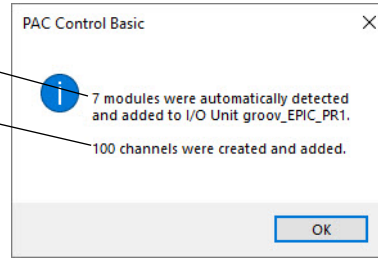 PAC Control Basic
7 modules were automatically detected
and added to I/O Unit groov_EPIC_PR1.
100 channels were created and added.
OK